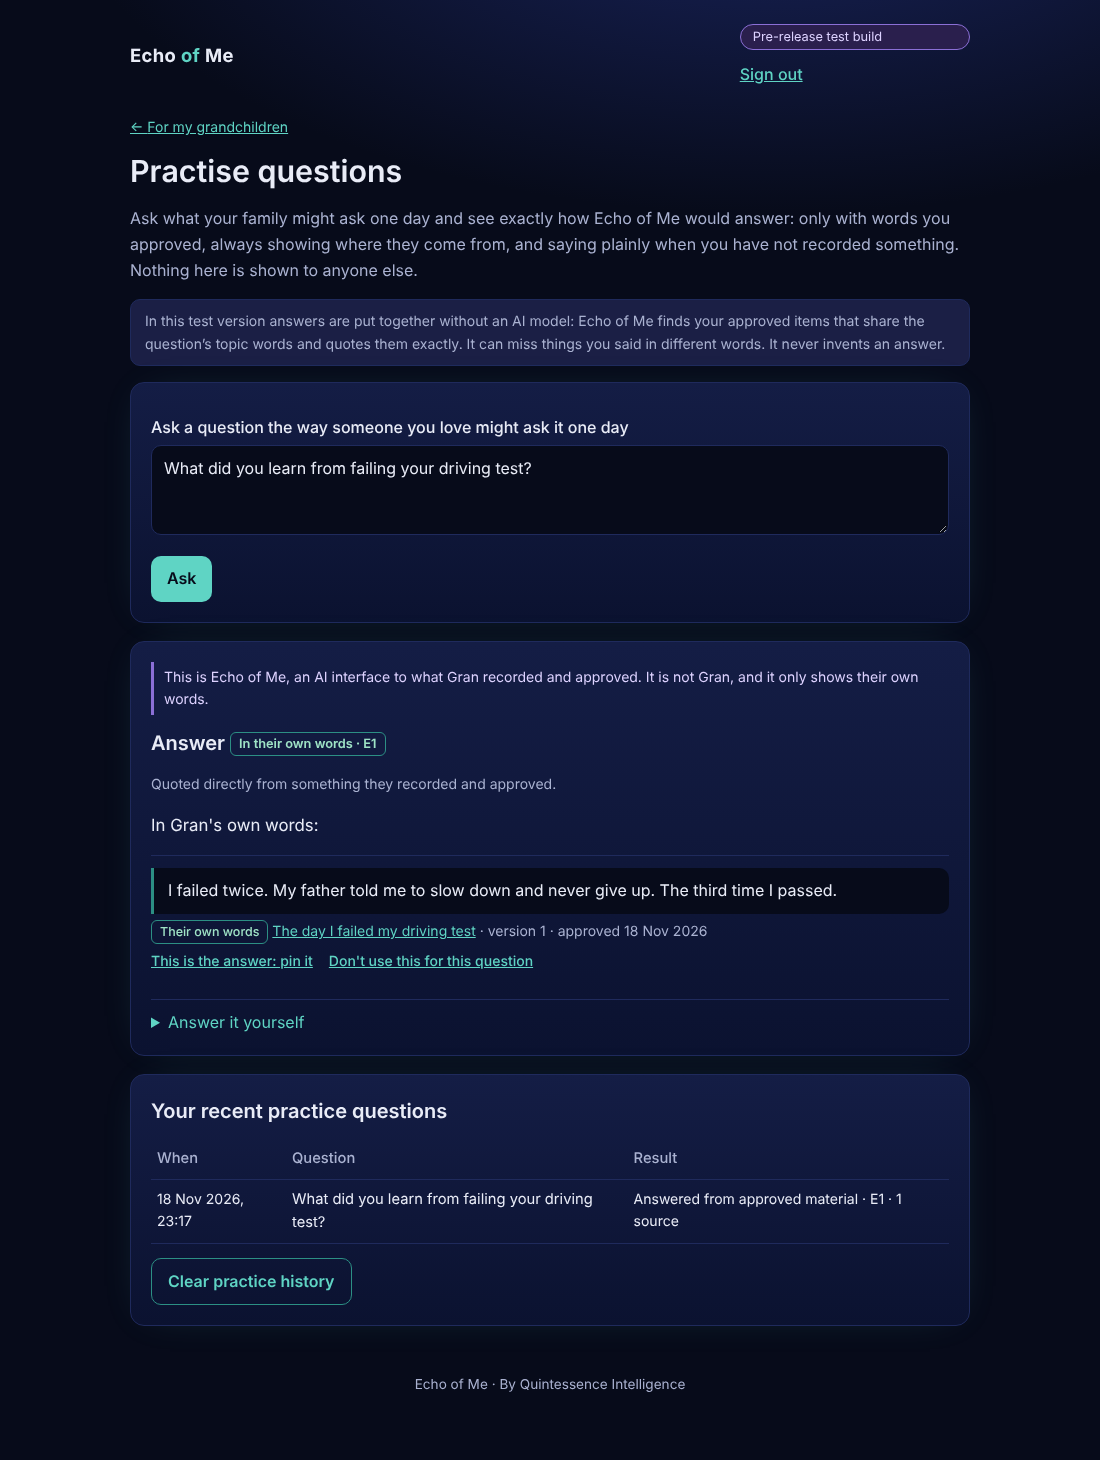 Echo of Me
Pre-release test build
Sign out
← For my grandchildren
Practise questions
Ask what your family might ask one day and see exactly how Echo of Me would answer: only with words you
approved, always showing where they come from, and saying plainly when you have not recorded something.
Nothing here is shown to anyone else.
In this test version answers are put together without an AI model: Echo of Me finds your approved items that share the
question’s topic words and quotes them exactly. It can miss things you said in different words. It never invents an answer.
Ask a question the way someone you love might ask it one day
What did you learn from failing your driving test?
Ask
This is Echo of Me, an AI interface to what Gran recorded and approved. It is not Gran, and it only shows their own
words.
Answer In their own words · E1
Quoted directly from something they recorded and approved.
In Gran's own words:
I failed twice. My father told me to slow down and never give up. The third time I passed.
Their own words The day I failed my driving test · version 1 · approved 18 Nov 2026
This is the answer: pin it Don't use this for this question
▶ Answer it yourself
Your recent practice questions
When Question Result
18 Nov 2026, What did you learn from failing your driving Answered from approved material · E1 · 1
23:17 test? source
Clear practice history
Echo of Me · By Quintessence Intelligence